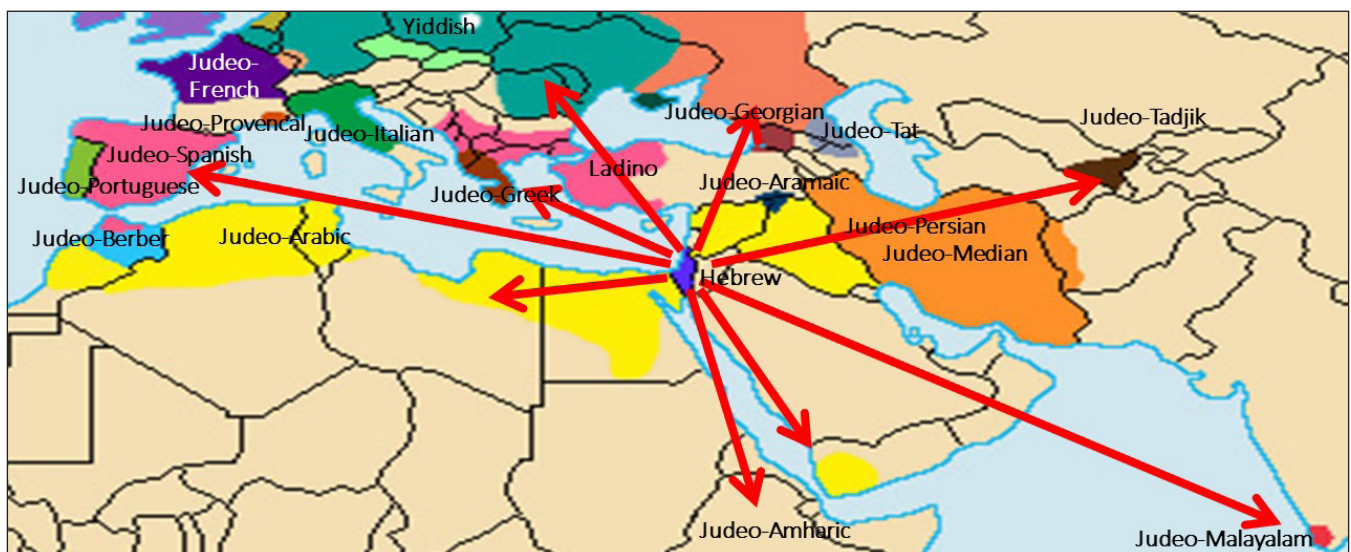 Yiddish
Judeo-
French
Judeo-Provencal
Judeo-Italian
Judeo-Georgian
Judeo-Tat
Judeo-Tadjik
Judeo-Spanish
Judeo-Portuguese
Judeo-Greek
Ladino
Judeo-Aramaic
Judeo-Berber
Judeo-Arabic
Judeo-Persian
Judeo-Median
Hebrew
Judeo-Amharic
Judeo-Malayalam